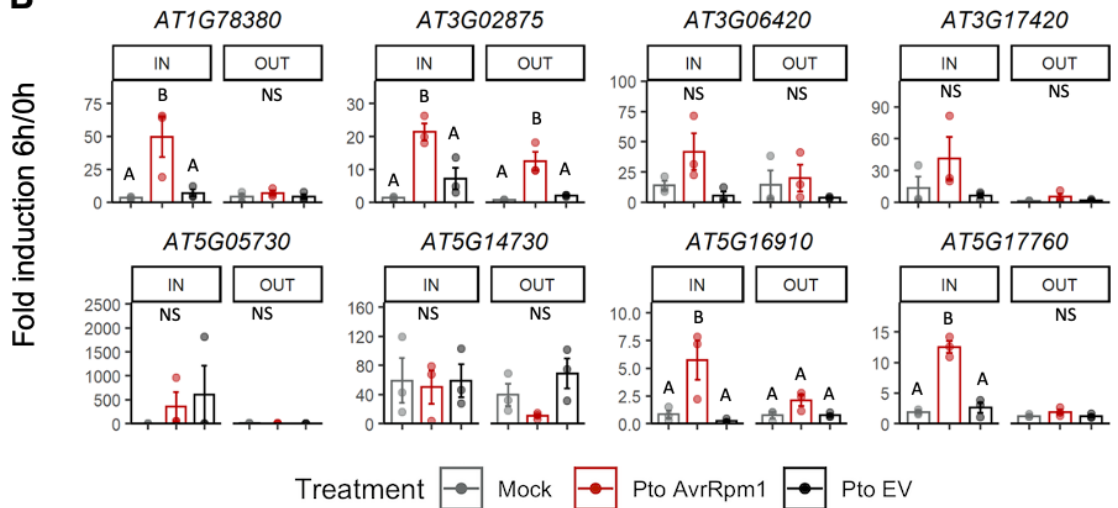 B
AT1G78380 AT3G02875 AT3G06420 AT3G17420
IN OUT IN OUT IN OUT IN OUT
Fold induction 6h/0h
75 50 25 0 A B A NS
30 20 10 0 A B A A B A
100 75 50 25 0 NS NS
90 60 30 0 NS NS
AT5G05730 AT5G14730 AT5G16910 AT5G17760
IN OUT IN OUT IN OUT IN OUT
2500 2000 1500 1000 500 0 NS NS
160 120 80 40 0 NS NS
10.0 7.5 5.0 2.5 0.0 A B A A A A
15 10 5 0 A B A NS
Treatment Mock Pto AvrRpm1 Pto EV